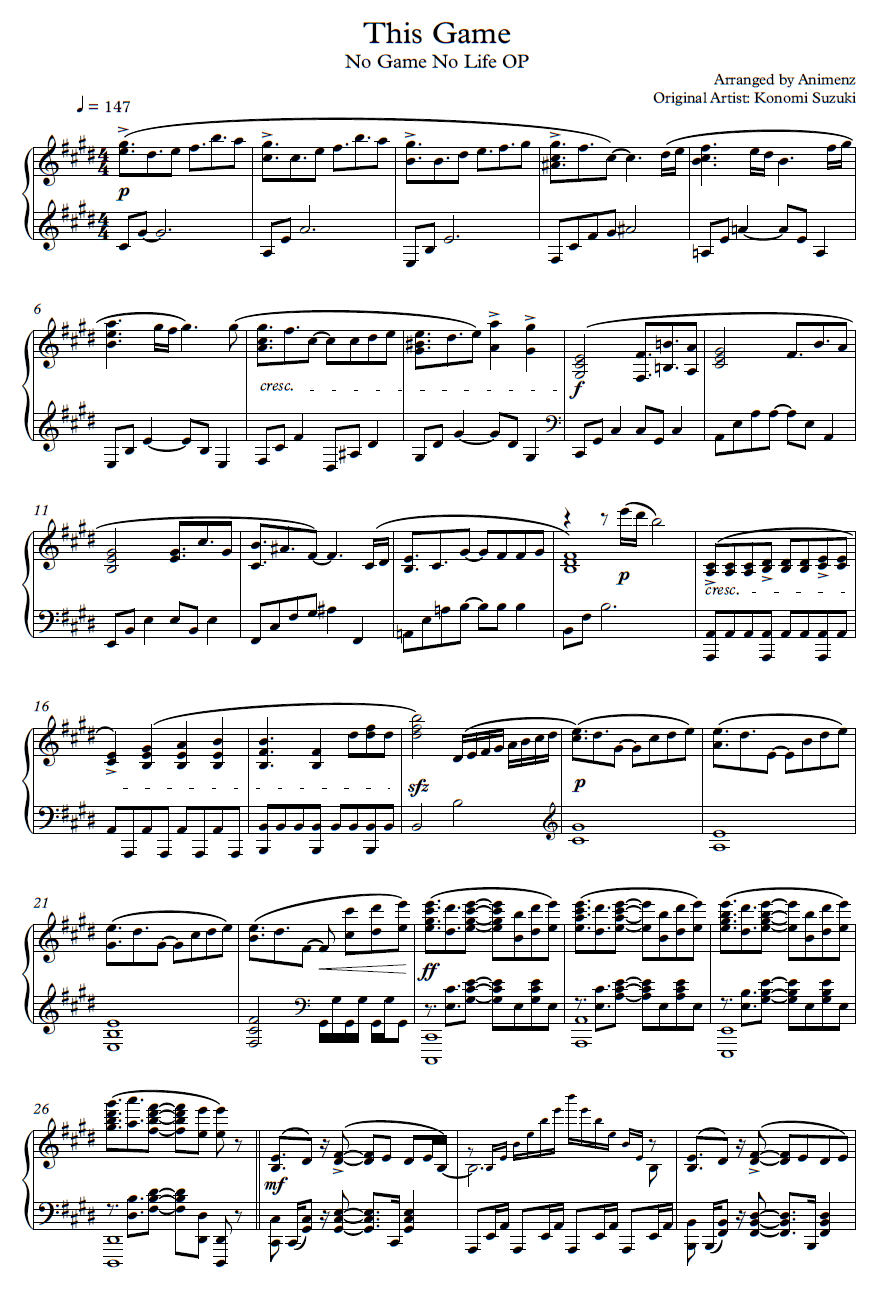 This Game
No Game No Life OP
Arranged by Animenz
Original Artist: Konomi Suzuki
♩ = 147
p
6
cresc.
f
11
p
cresc.
16
sfz
p
21
ff
26
mf